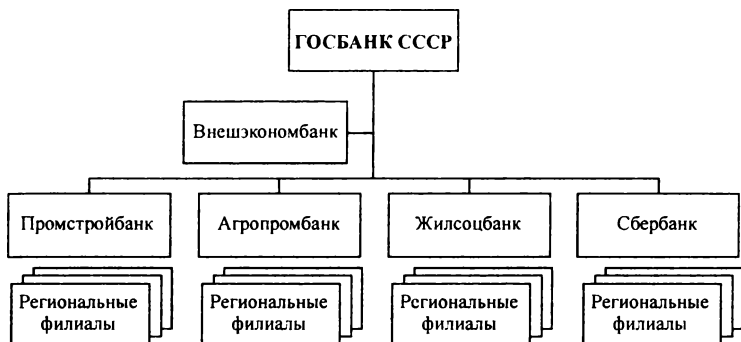 ГОСБАНК СССР
Внешэкономбанк
Промстройбанк
Агропромбанк
Жилсоцбанк
Сбербанк
Региональные
филиалы
Региональные
филиалы
Региональные
филиалы
Региональные
филиалы